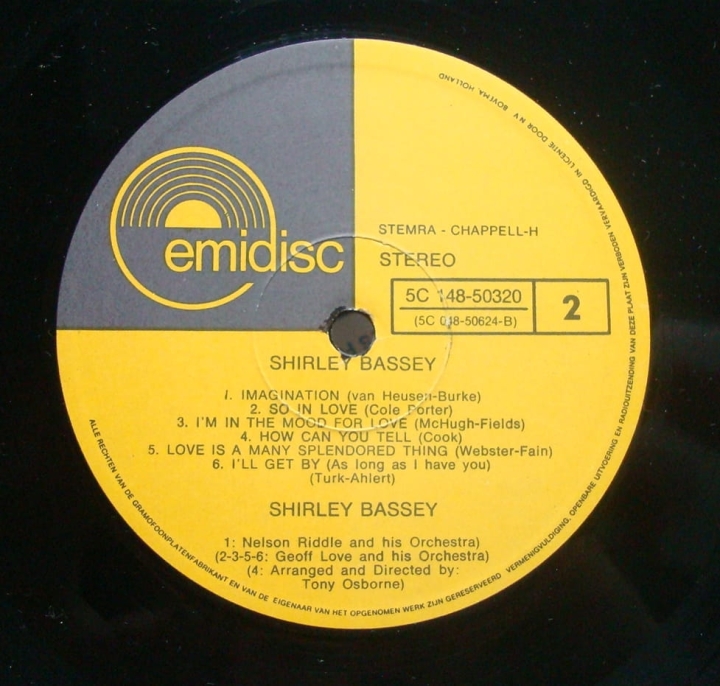 emidisc
STEMRA - CHAPPELL-H
STEREO
5C 148-50320
(5C 048-50624-B)
2
SHIRLEY BASSEY
1. IMAGINATION (van Heusen-Burke)
2. SO IN LOVE (Cole Porter)
3. I'M IN THE MOOD FOR LOVE (McHugh-Fields)
4. HOW CAN YOU TELL (Cook)
5. LOVE IS A MANY SPLENDORED THING (Webster-Fain)
6. I'LL GET BY (As long as I have you)
(Turk-Ahlert)
SHIRLEY BASSEY
1: Nelson Riddle and his Orchestra)
(2-3-5-6: Geoff Love and his Orchestra)
(4: Arranged and Directed by:
Tony Osborne)
ALLE RECHTEN VAN DE GRAMOFOONPLATENFABRIKANT EN VAN DE EIGENAAR VAN HET OPGENOMEN WERK ZIJN GERESERVEERD VERMENIGVULDIGING, OPENBARE UITVOERING EN RADIOUITZENDING VAN DEZE PLAAT ZIJN VERBODEN VERVAARDIGD IN LICENTIE DOOR N.V. BOVEMA, HOLLAND